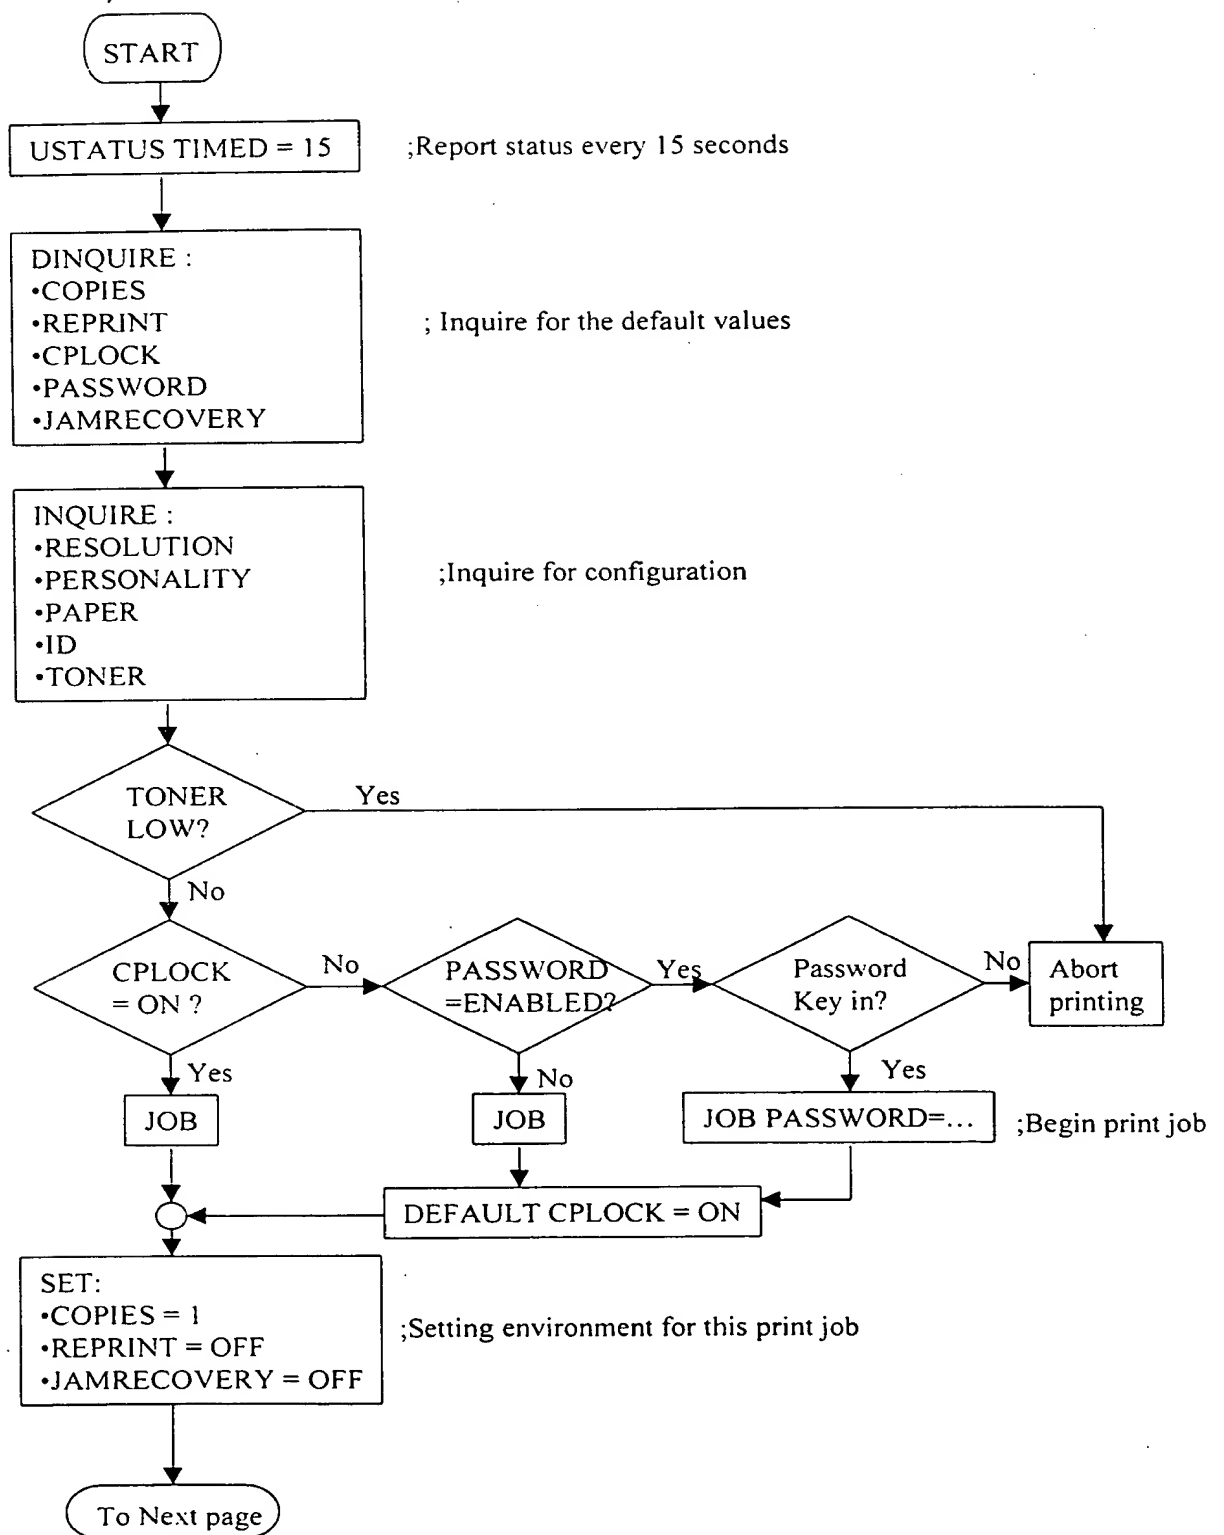 START
USTATUS TIMED = 15
;Report status every 15 seconds
DINQUIRE :
•COPIES
•REPRINT
•CPLOCK
•PASSWORD
•JAMRECOVERY
; Inquire for the default values
INQUIRE :
•RESOLUTION
•PERSONALITY
•PAPER
•ID
•TONER
;Inquire for configuration
TONER
LOW?
Yes
No
CPLOCK
= ON ?
No
PASSWORD
=ENABLED?
Yes
Password
Key in?
No
Abort
printing
Yes
No
Yes
JOB
JOB
JOB PASSWORD=...
;Begin print job
DEFAULT CPLOCK = ON
SET:
•COPIES = 1
•REPRINT = OFF
•JAMRECOVERY = OFF
;Setting environment for this print job
To Next page